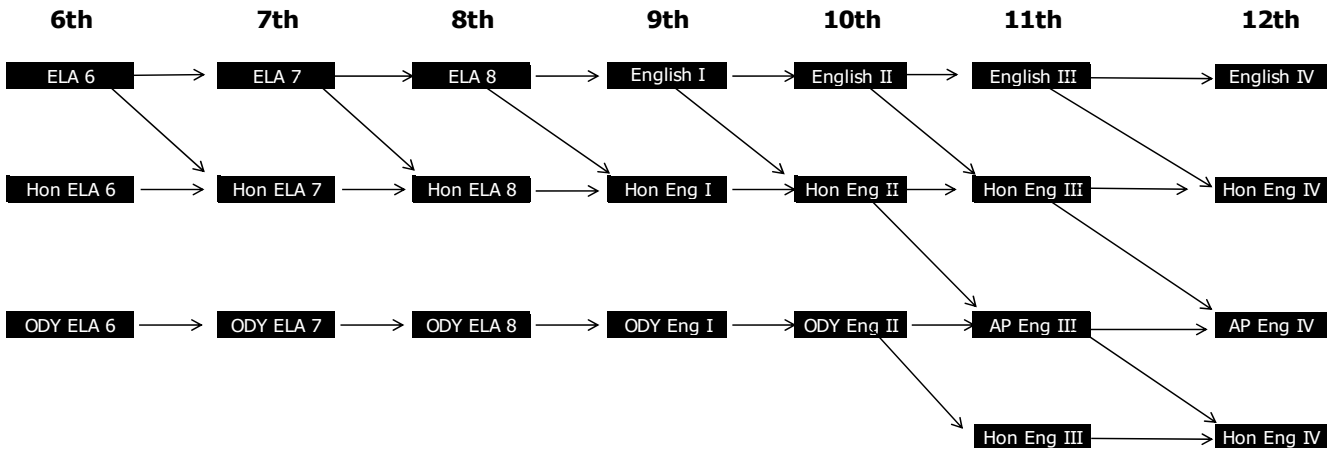 6th 7th 8th 9th 10th 11th 12th
ELA 6 ELA 7 ELA 8 English I English II English III English IV
Hon ELA 6 Hon ELA 7 Hon ELA 8 Hon Eng I Hon Eng II Hon Eng III Hon Eng IV
ODY ELA 6 ODY ELA 7 ODY ELA 8 ODY Eng I ODY Eng II AP Eng III AP Eng IV
Hon Eng III Hon Eng IV